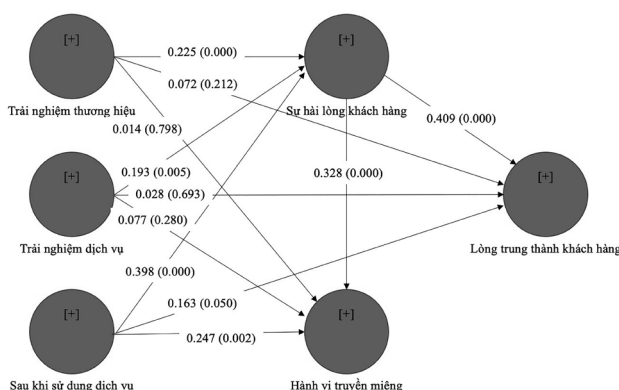 [+]
[+]
0.225 (0.000)
0.072 (0.212)
Trải nghiệm thương hiệu
Sự hài lòng khách hàng
0.014 (0.798)
0.409 (0.000)
[+]
0.193 (0.005)
0.328 (0.000)
[+]
0.028 (0.693)
0.077 (0.280)
Trải nghiệm dịch vụ
Lòng trung thành khách hàng
0.398 (0.000)
0.163 (0.050)
[+]
[+]
0.247 (0.002)
Sau khi sử dụng dịch vụ
Hành vi truyền miệng